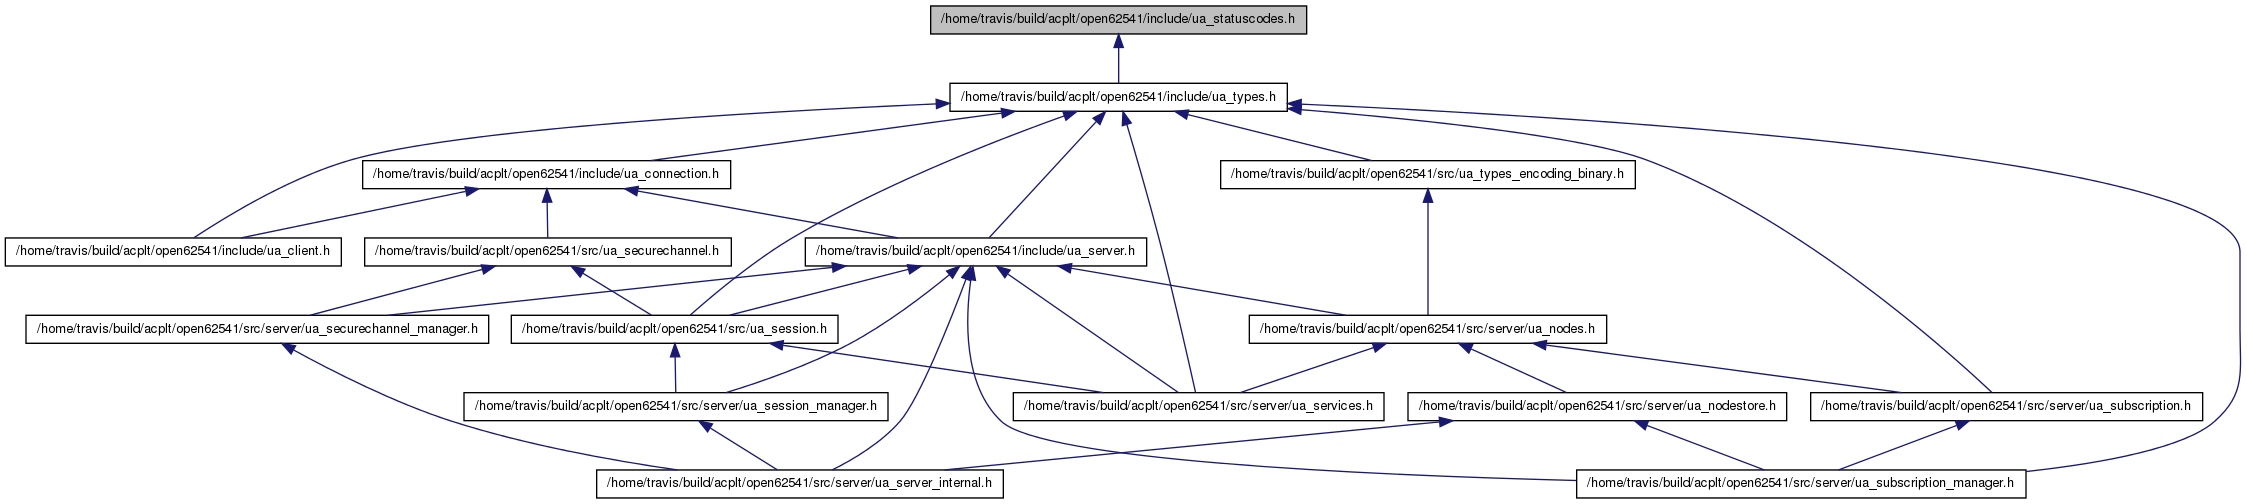 /home/travis/build/acplt/open62541/include/ua_statuscodes.h
/home/travis/build/acplt/open62541/include/ua_types.h
/home/travis/build/acplt/open62541/include/ua_connection.h
/home/travis/build/acplt/open62541/src/ua_types_encoding_binary.h
/home/travis/build/acplt/open62541/include/ua_client.h
/home/travis/build/acplt/open62541/src/ua_securechannel.h
/home/travis/build/acplt/open62541/include/ua_server.h
/home/travis/build/acplt/open62541/src/server/ua_securechannel_manager.h
/home/travis/build/acplt/open62541/src/ua_session.h
/home/travis/build/acplt/open62541/src/server/ua_nodes.h
/home/travis/build/acplt/open62541/src/server/ua_session_manager.h
/home/travis/build/acplt/open62541/src/server/ua_services.h
/home/travis/build/acplt/open62541/src/server/ua_nodestore.h
/home/travis/build/acplt/open62541/src/server/ua_subscription.h
/home/travis/build/acplt/open62541/src/server/ua_server_internal.h
/home/travis/build/acplt/open62541/src/server/ua_subscription_manager.h